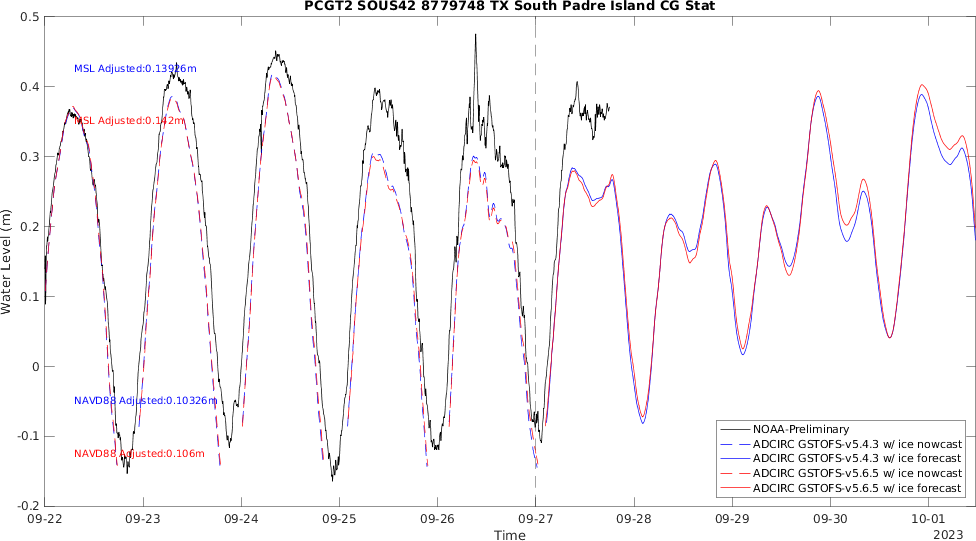 PCGT2 SOUS42 8779748 TX South Padre Island CG Stat
Water Level (m)
0.5
0.4
0.3
0.2
0.1
0
-0.1
-0.2
MSL Adjusted:0.13926m
MSL Adjusted:0.142m
NAVD88 Adjusted:0.10326m
NAVD88 Adjusted:0.106m
NOAA-Preliminary
ADCIRC GSTOFS-v5.4.3 w/ ice nowcast
ADCIRC GSTOFS-v5.4.3 w/ ice forecast
ADCIRC GSTOFS-v5.6.5 w/ ice nowcast
ADCIRC GSTOFS-v5.6.5 w/ ice forecast
09-22 09-23 09-24 09-25 09-26 09-27 09-28 09-29 09-30 10-01
Time
2023